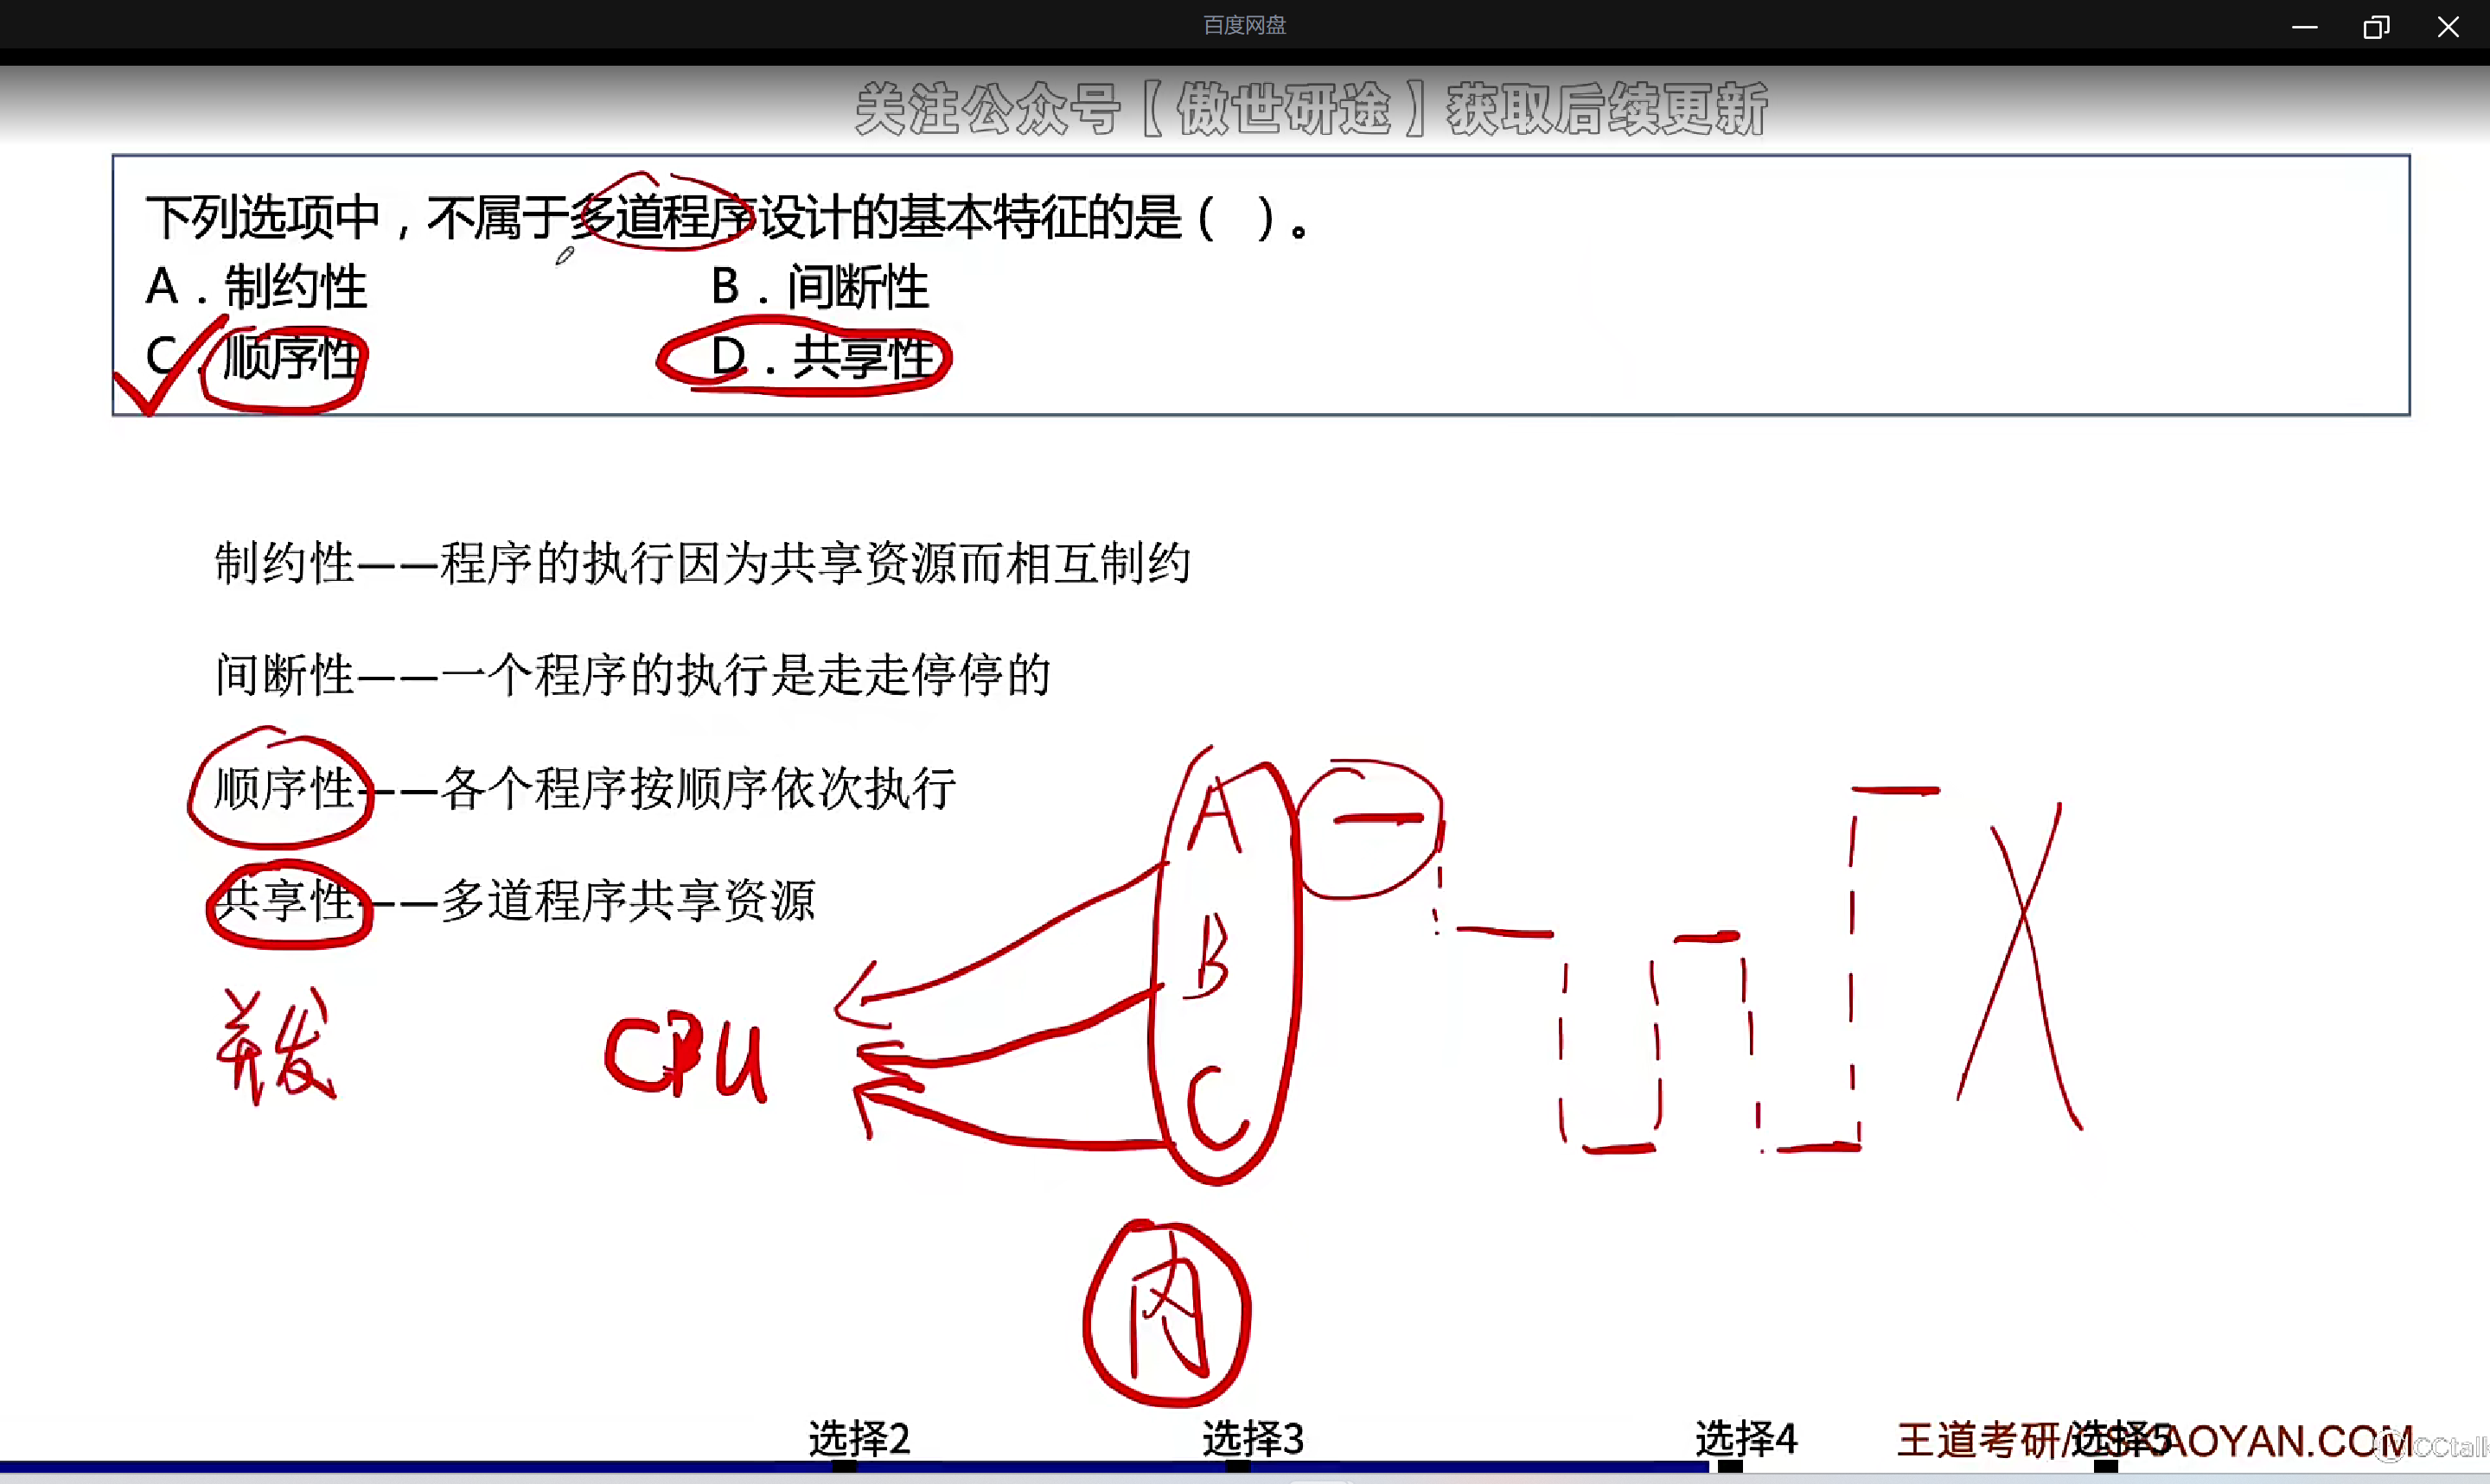 百度网盘
关注公众号【傲世研途】获取后续更新
下列选项中，不属于多道程序设计的基本特征的是（ ）。
A．制约性 B．间断性
C．顺序性 D．共享性
制约性——程序的执行因为共享资源而相互制约
间断性——一个程序的执行是走走停停的
顺序性——各个程序按顺序依次执行
共享性——多道程序共享资源
A
B
并发 CPU
C
内
选择2 选择3 选择4 选择5
王道考研/CSKAOYAN.COM
CCtalk